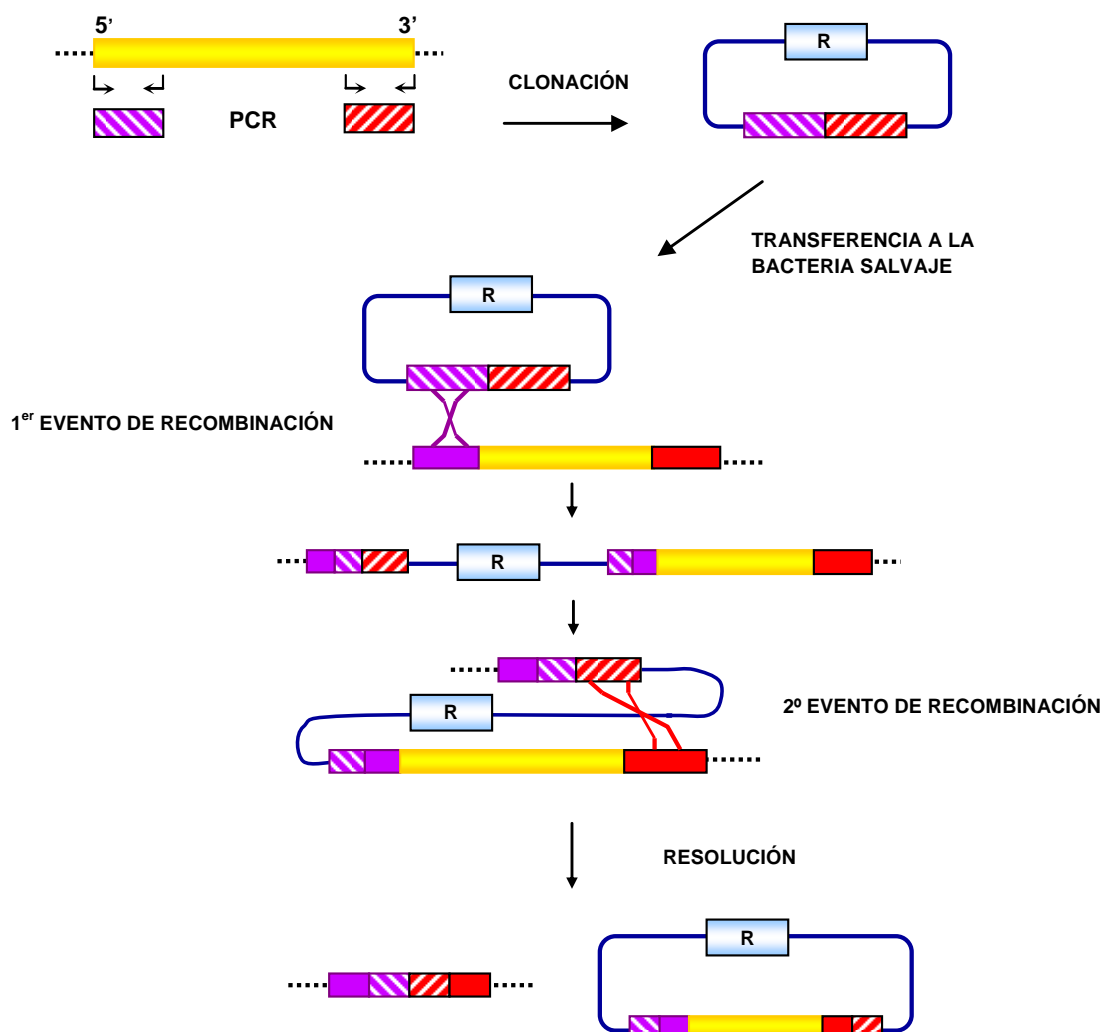 5’ 3’
PCR
CLONACIÓN
R
TRANSFERENCIA A LA
BACTERIA SALVAJE
R
1er EVENTO DE RECOMBINACIÓN
R
R
2º EVENTO DE RECOMBINACIÓN
RESOLUCIÓN
R